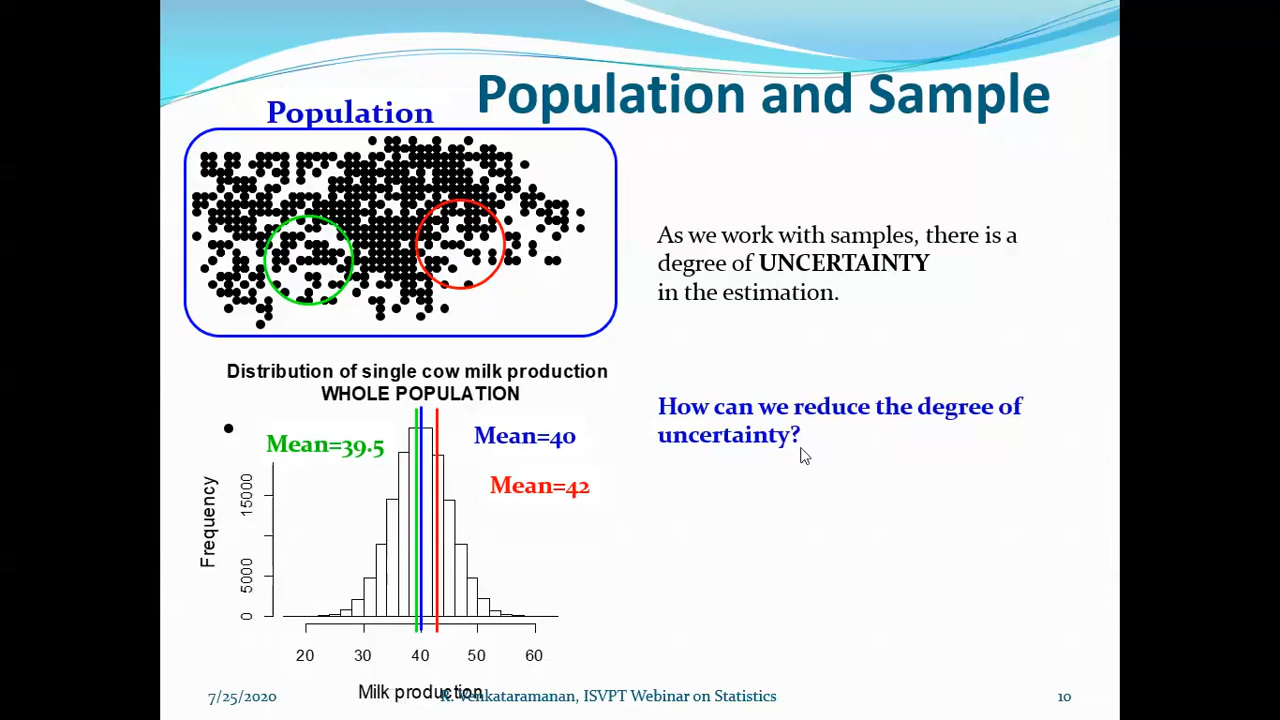 Population and Sample
Population
As we work with samples, there is a
degree of UNCERTAINTY
in the estimation.
Distribution of single cow milk production
WHOLE POPULATION
How can we reduce the degree of
uncertainty?
Mean=39.5
Mean=40
Mean=42
Frequency
15000
5000
0
20 30 40 50 60
Milk production
7/25/2020
R. Venkataramanan, ISVPT Webinar on Statistics
10